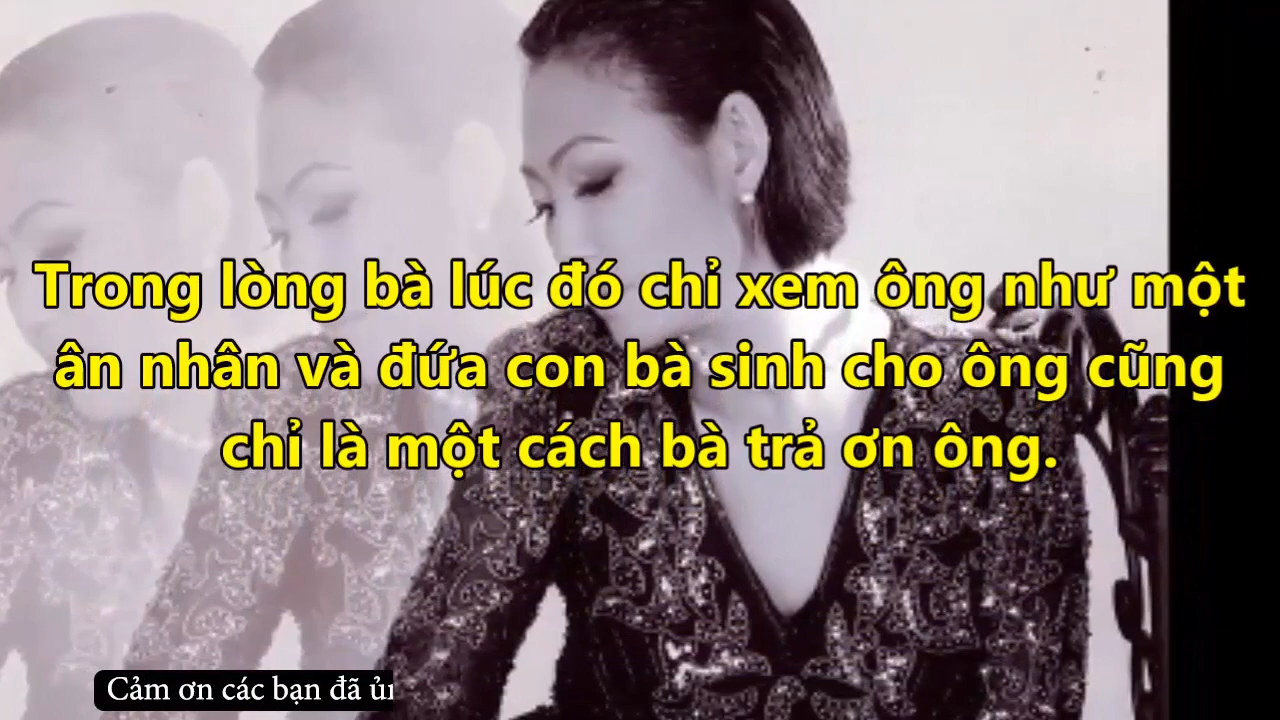 Trong lòng bà lúc đó chỉ xem ông như một
ân nhân và đứa con bà sinh cho ông cũng
chỉ là một cách bà trả ơn ông.
Cảm ơn các bạn đã